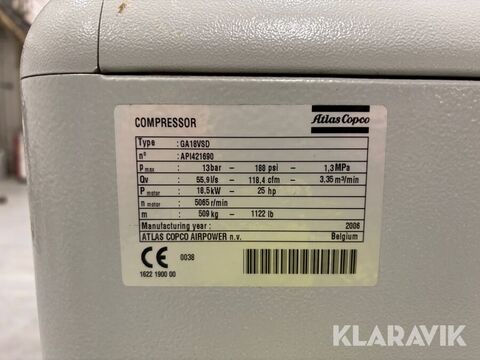 COMPRESSOR
Atlas Copco
Type : GA18VSD
n° : API421690
p max : 13bar - 188 psi - 1,3MPa
Qv : 55,9l/s - 118,4 cfm - 3,35 m³/min
P motor : 18,5kW - 25 hp
n motor : 5065 r/min
m : 509 kg - 1122 lb
Manufacturing year : 2006
ATLAS COPCO AIRPOWER n.v. Belgium
CE 0038
1622 1900 00
KLARAVIK